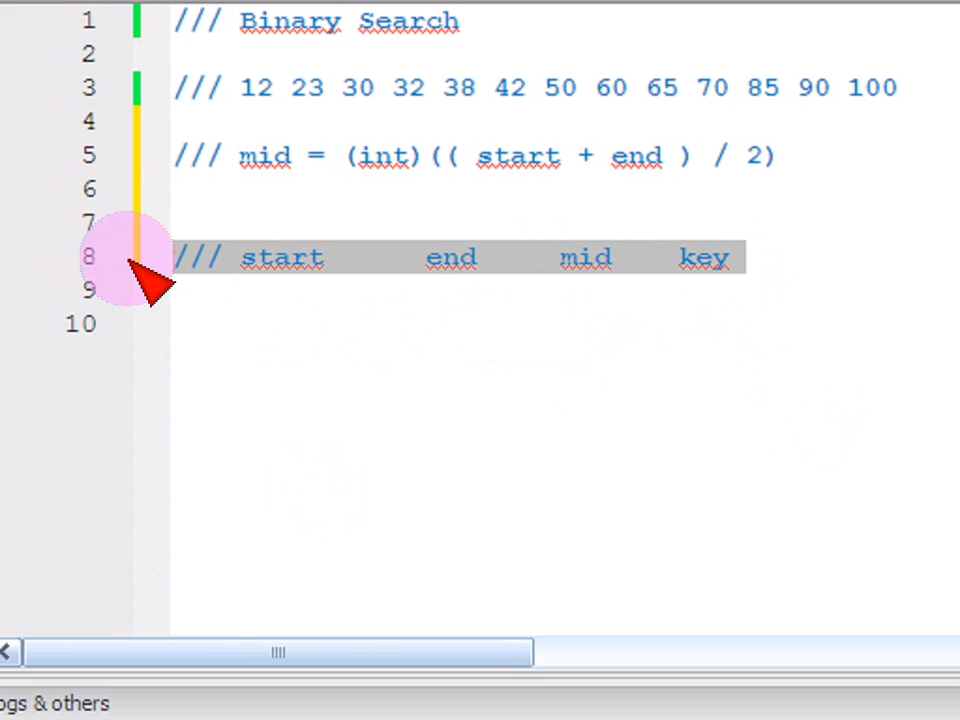 1 /// Binary Search
2
3 /// 12 23 30 32 38 42 50 60 65 70 85 90 100
4
5 /// mid = (int)(( start + end ) / 2)
6
7
8 /// start end mid key
9
10
ogs & others